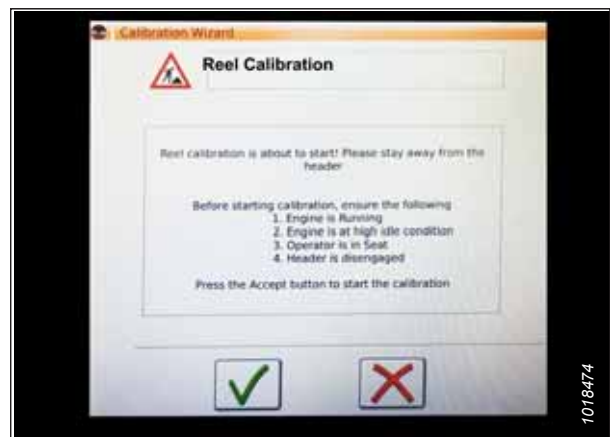 Calibration Wizard
Reel Calibration
Reel calibration is about to start! Please stay away from the
header
Before starting calibration, ensure the following
1. Engine is Running
2. Engine is at high idle condition
3. Operator is in Seat
4. Header is disengaged
Press the Accept button to start the calibration
1018474